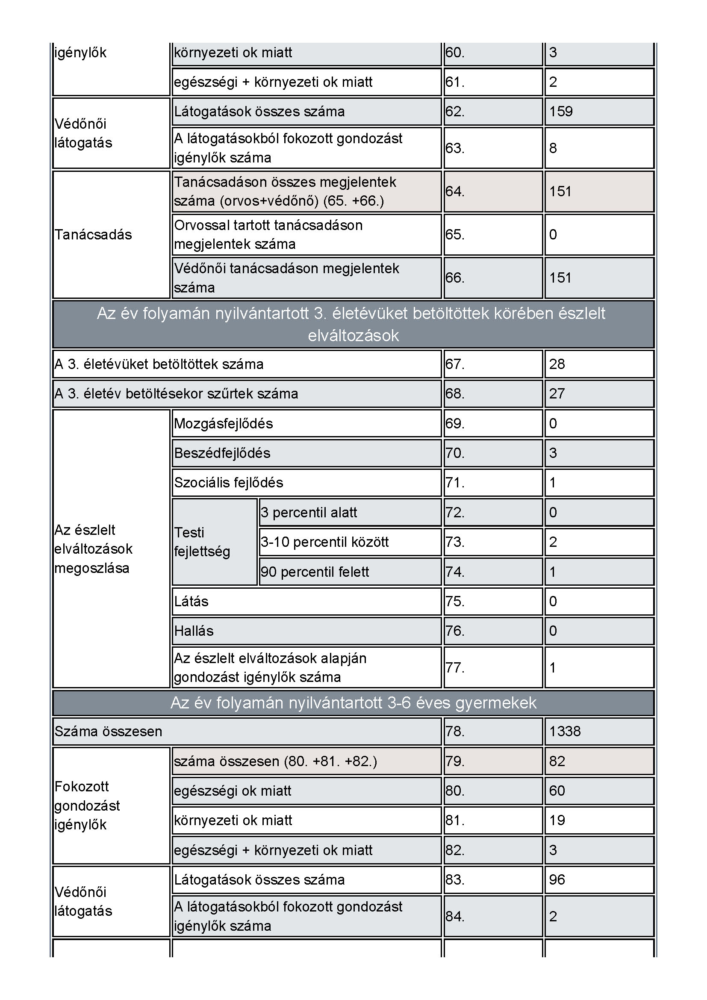 igénylők
környezeti ok miatt 60. 3
egészségi + környezeti ok miatt 61. 2
Védőnői
látogatás
Látogatások összes száma 62. 159
A látogatásokból fokozott gondozást
igénylők száma
63. 8
Tanácsadás
Tanácsadáson összes megjelentek
száma (orvos+védőnő) (65. +66.)
64. 151
Orvossal tartott tanácsadáson
megjelentek száma
65. 0
Védőnői tanácsadáson megjelentek
száma
66. 151
Az év folyamán nyilvántartott 3. életévüket betöltöttek körében észlelt
elváltozások
A 3. életévüket betöltöttek száma 67. 28
A 3. életév betöltésekor szűrtek száma 68. 27
Az észlelt
elváltozások
megoszlása
Mozgásfejlődés 69. 0
Beszédfejlődés 70. 3
Szociális fejlődés 71. 1
Testi
fejlettség
3 percentil alatt 72. 0
3-10 percentil között 73. 2
90 percentil felett 74. 1
Látás 75. 0
Hallás 76. 0
Az észlelt elváltozások alapján
gondozást igénylők száma
77. 1
Az év folyamán nyilvántartott 3-6 éves gyermekek
Száma összesen 78. 1338
Fokozott
gondozást
igénylők
száma összesen (80. +81. +82.) 79. 82
egészségi ok miatt 80. 60
környezeti ok miatt 81. 19
egészségi + környezeti ok miatt 82. 3
Védőnői
látogatás
Látogatások összes száma 83. 96
A látogatásokból fokozott gondozást
igénylők száma
84. 2